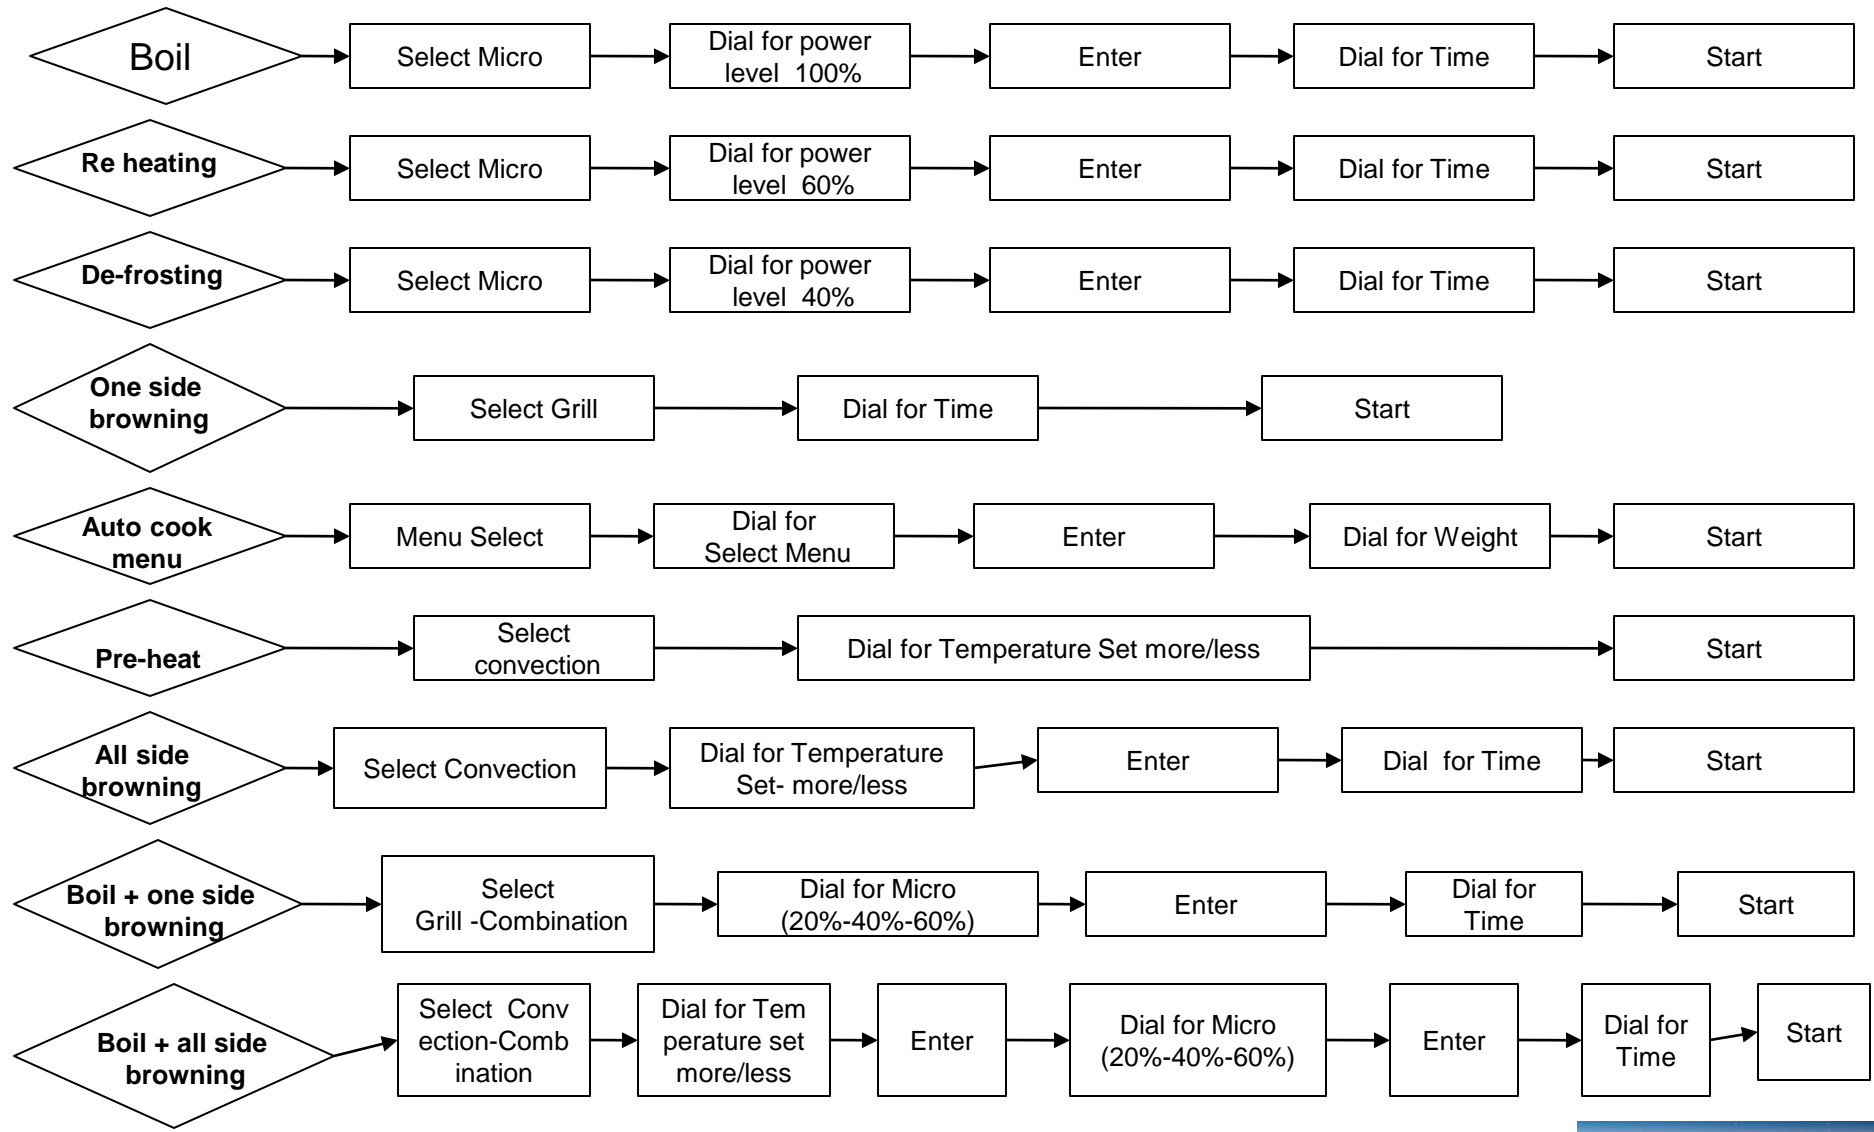 Boil
Select Micro
Dial for power
level 100%
Enter
Dial for Time
Start
Re heating
Select Micro
Dial for power
level 60%
Enter
Dial for Time
Start
De-frosting
Select Micro
Dial for power
level 40%
Enter
Dial for Time
Start
One side
browning
Select Grill
Dial for Time
Start
Auto cook
menu
Menu Select
Dial for
Select Menu
Enter
Dial for Weight
Start
Pre-heat
Select
convection
Dial for Temperature Set more/less
Start
All side
browning
Select Convection
Dial for Temperature
Set- more/less
Enter
Dial for Time
Start
Boil + one side
browning
Select
Grill -Combination
Dial for Micro
(20%-40%-60%)
Enter
Dial for
Time
Start
Boil + all side
browning
Select Conv
ection-Comb
ination
Dial for Tem
perature set
more/less
Enter
Dial for Micro
(20%-40%-60%)
Enter
Dial for
Time
Start